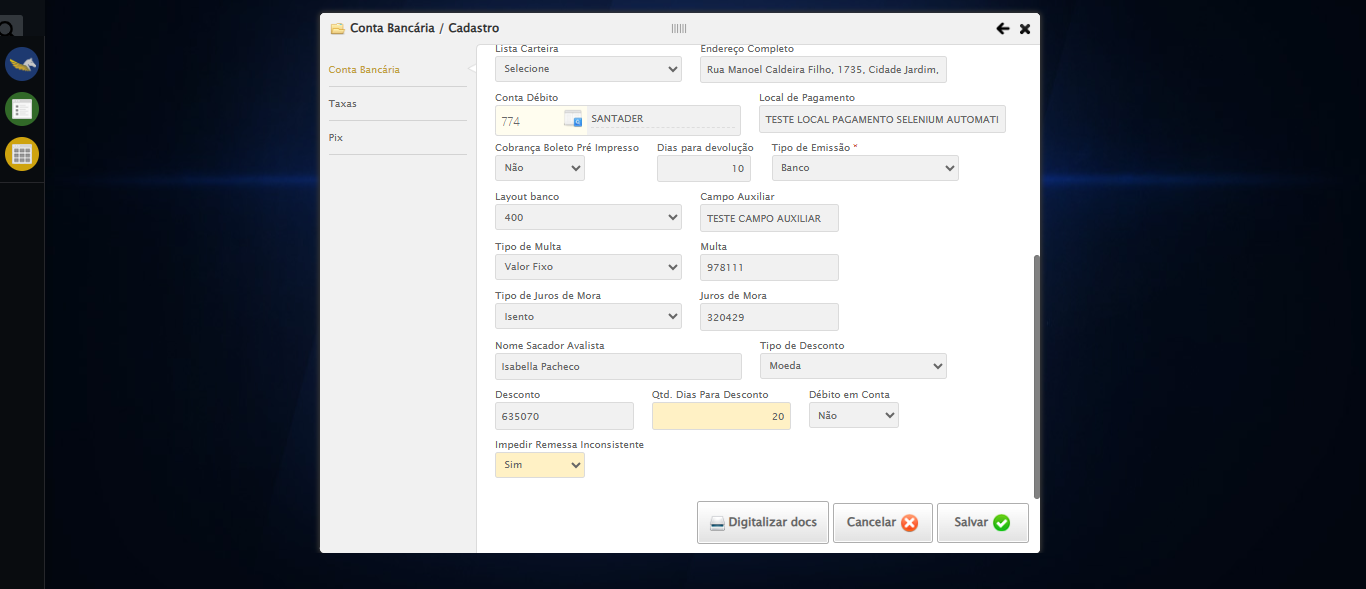 Conta Bancária / Cadastro
Conta Bancária
Taxas
Pix
Lista Carteira
Endereço Completo
Selecione
Rua Manoel Caldeira Filho, 1735, Cidade Jardim,
Conta Débito
Local de Pagamento
774
SANTADER
TESTE LOCAL PAGAMENTO SELENIUM AUTOMATI
Cobrança Boleto Pré Impresso
Dias para devolução
Tipo de Emissão *
Não
10
Banco
Layout banco
Campo Auxiliar
400
TESTE CAMPO AUXILIAR
Tipo de Multa
Multa
Valor Fixo
978111
Tipo de Juros de Mora
Juros de Mora
Isento
320429
Nome Sacador Avalista
Tipo de Desconto
Isabella Pacheco
Moeda
Desconto
Qtd. Dias Para Desconto
Débito em Conta
635070
20
Não
Impedir Remessa Inconsistente
Sim
Digitalizar docs
Cancelar
Salvar